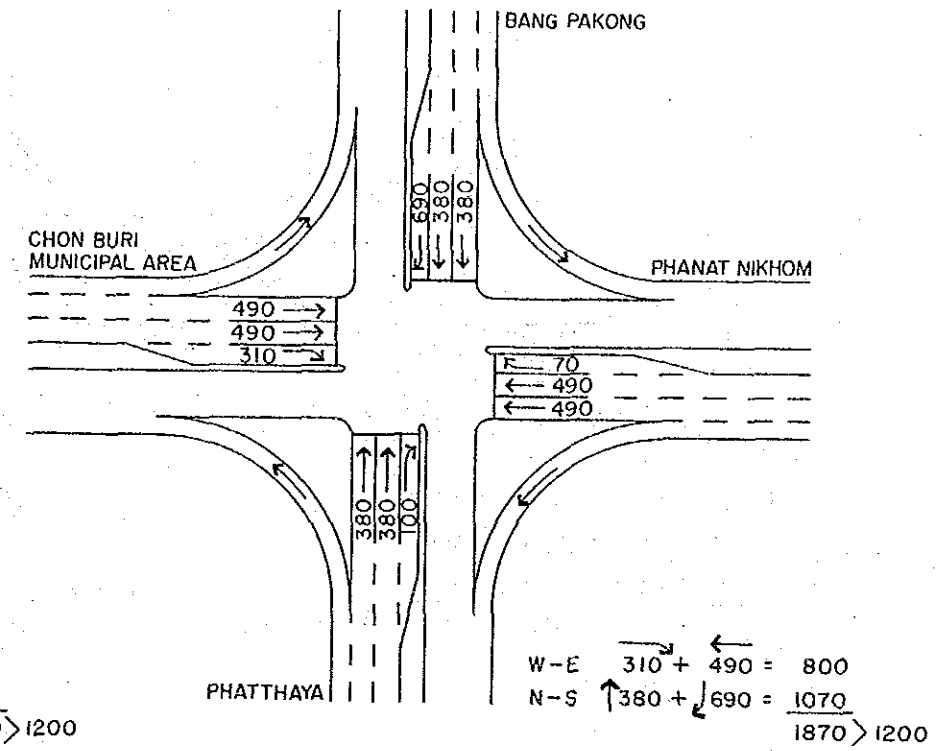 BANG PAKONG
690
380
380
CHON BURI
MUNICIPAL AREA
PHANAT NIKHOM
490 →
490 →
310
70
← 490
← 490
380
380
100
PHATTHAYA
W-E 310 + 490 = 800
N-S ↑380 + 690 = 1070
1870 > 1200
> 1200